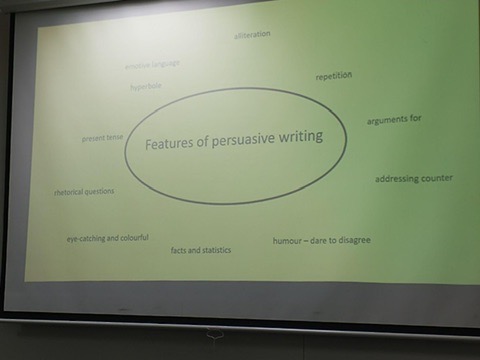 alliteration
emotive language
hyperbole
repetition
present tense
Features of persuasive writing
arguments for
rhetorical questions
addressing counter
eye-catching and colourful
facts and statistics
humour – dare to disagree